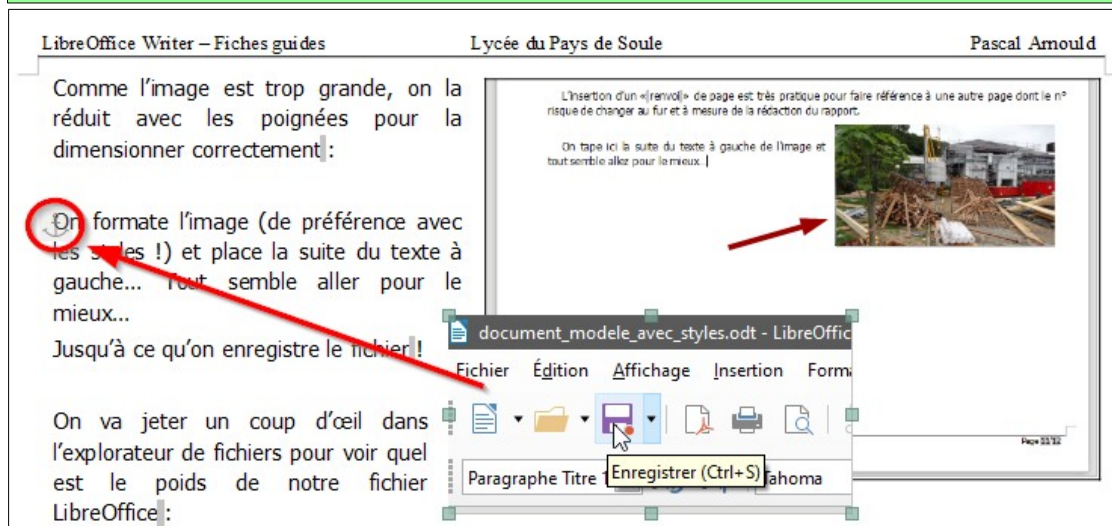 LibreOffice Writer – Fiches guides Lycée du Pays de Soule Pascal Arnould
Comme l'image est trop grande, on la
réduit avec les poignées pour la
dimensionner correctement :
On formate l'image (de préférence avec
les styles !) et place la suite du texte à
gauche... Tout semble aller pour le
mieux...
Jusqu'à ce qu'on enregistre le fichier !
On va jeter un coup d'œil dans
l'explorateur de fichiers pour voir quel
est le poids de notre fichier
LibreOffice :
L'insertion d'un «renvoi» de page est très pratique pour faire référence à une autre page dont le n°
risque de changer au fur et à mesure de la rédaction du rapport.
On tape ici la suite du texte à gauche de l'image et
tout semble allez pour le mieux...
document_modele_avec_styles.odt - LibreOffic
Fichier Édition Affichage Insertion Forma
Enregistrer (Ctrl+S)
Paragraphe Titre Tahoma